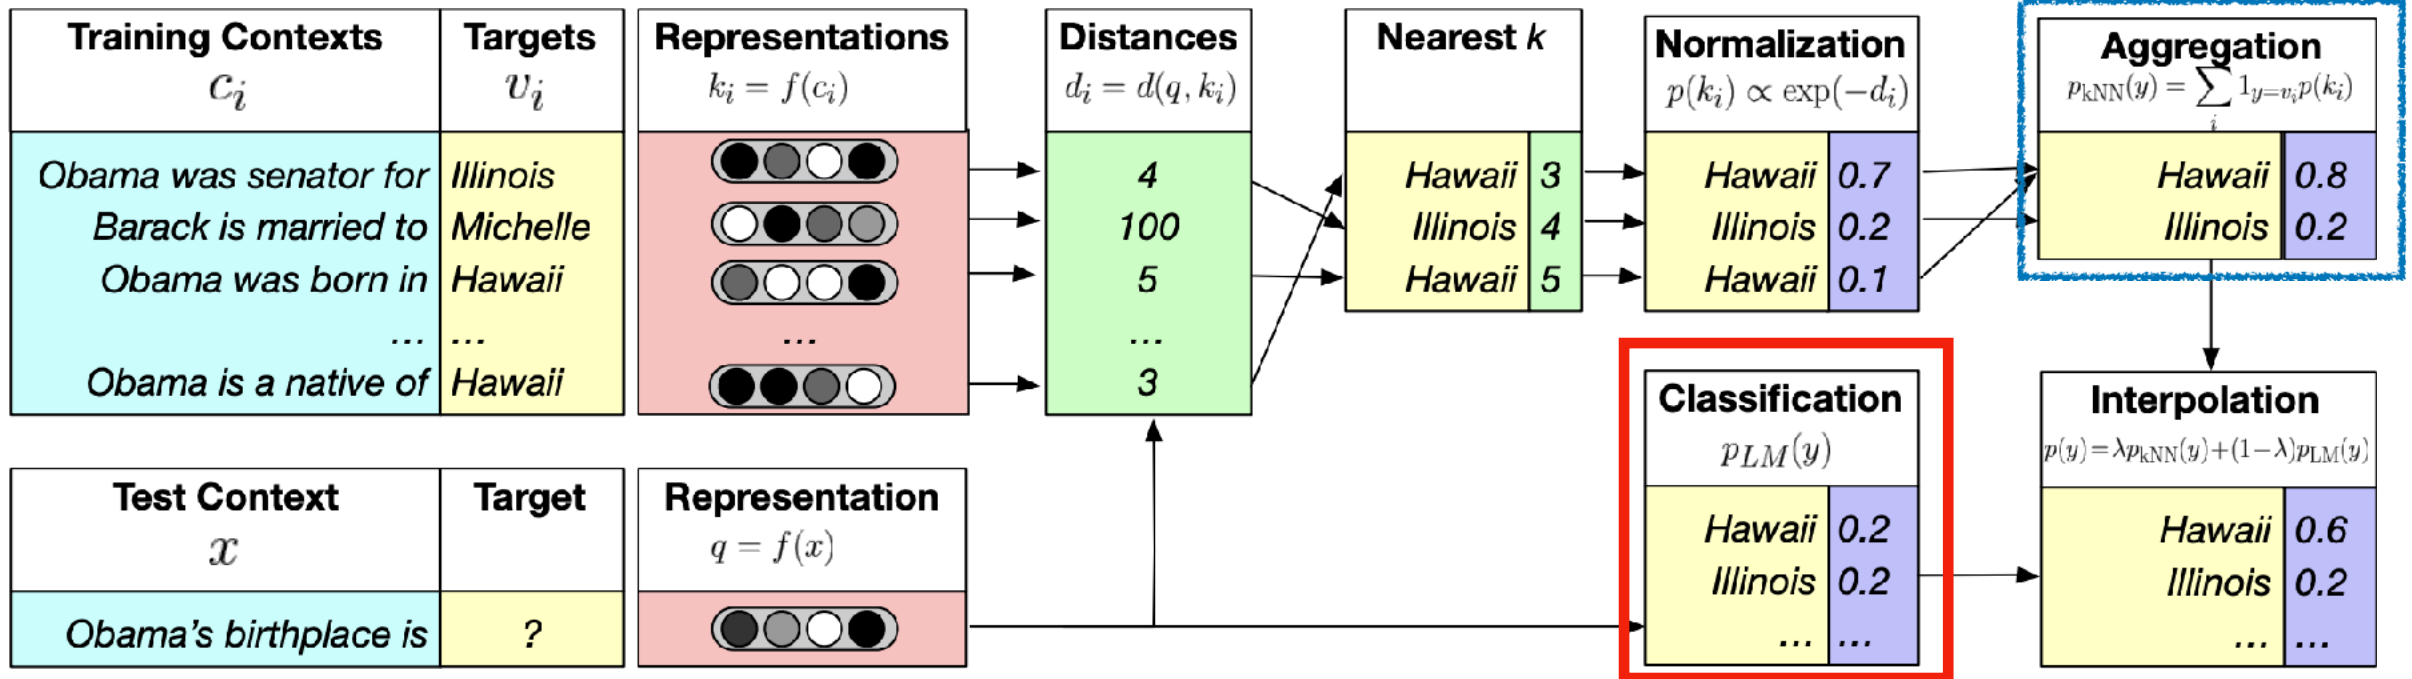 Training Contexts
c_i
Targets
v_i
Obama was senator for Illinois
Barack is married to Michelle
Obama was born in Hawaii
... ...
Obama is a native of Hawaii
Representations
k_i = f(c_i)
...
Distances
d_i = d(q, k_i)
4
100
5
...
3
Nearest k
Hawaii 3
Illinois 4
Hawaii 5
Normalization
p(k_i) ∝ exp(−d_i)
Hawaii 0.7
Illinois 0.2
Hawaii 0.1
Aggregation
p_kNN(y) = ∑_i 1_{y=v_i} p(k_i)
Hawaii 0.8
Illinois 0.2
Test Context
x
Target
Obama's birthplace is ?
Representation
q = f(x)
Classification
p_LM(y)
Hawaii 0.2
Illinois 0.2
... ...
Interpolation
p(y) = λp_kNN(y)+(1−λ)p_LM(y)
Hawaii 0.6
Illinois 0.2
... ...